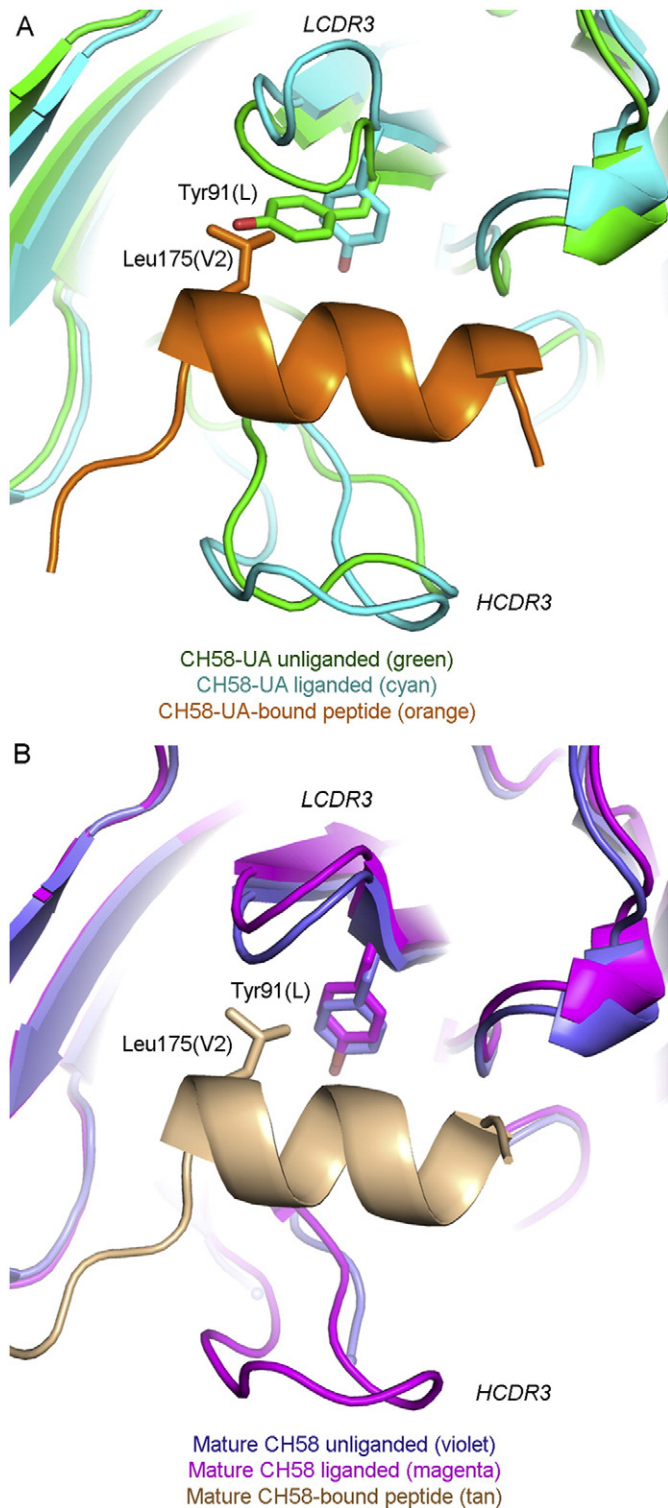 A
LCDR3
Tyr91(L)
Leu175(V2)
HCDR3
CH58-UA unliganded (green)
CH58-UA liganded (cyan)
CH58-UA-bound peptide (orange)
B
LCDR3
Tyr91(L)
Leu175(V2)
HCDR3
Mature CH58 unliganded (violet)
Mature CH58 liganded (magenta)
Mature CH58-bound peptide (tan)